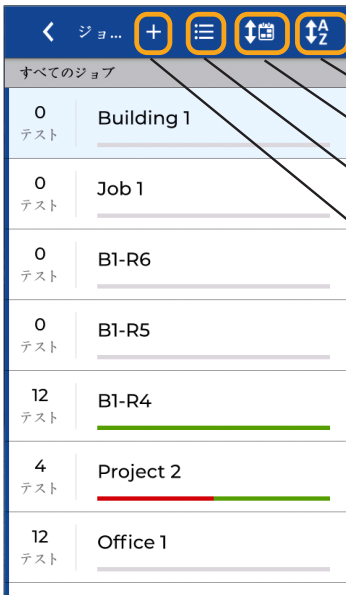 ジョ...
A
Z
すべてのジョブ
0
テスト
Building 1
0
テスト
Job 1
0
テスト
B1-R6
0
テスト
B1-R5
12
テスト
B1-R4
4
テスト
Project 2
12
テスト
Office 1